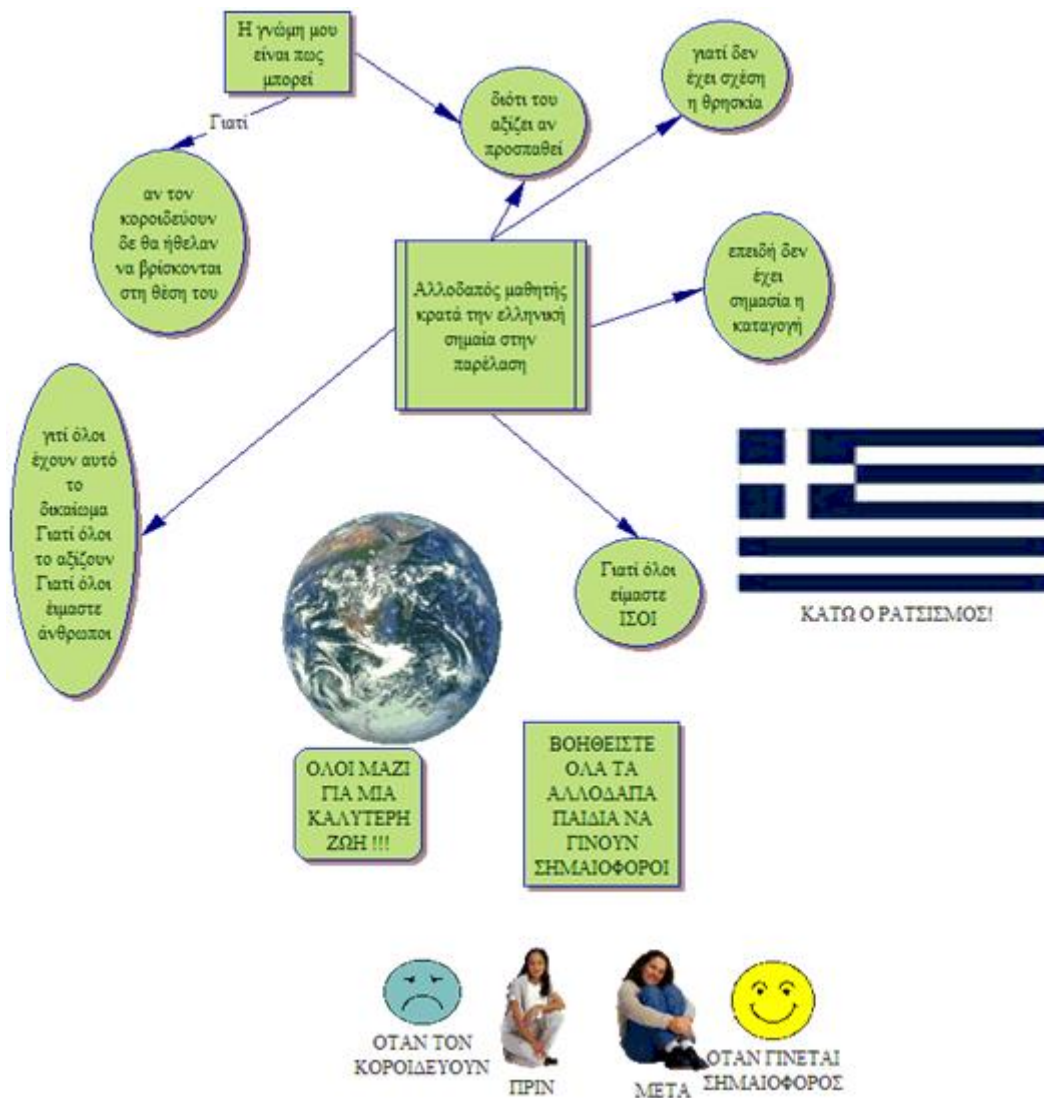 Η γνώμη μου
είναι πως
μπορεί
Γιατί
διότι του
αξίζει αν
προσπαθεί
γιατί δεν
έχει σχέση
η θρησκία
αν τον
κοροιδεύουν
δε θα ήθελαν
να βρίσκονται
στη θέση του
Αλλοδαπός μαθητής
κρατά την ελληνική
σημαία στην
παρέλαση
επειδή δεν
έχει
σημασία η
καταγογή
γιτί όλοι
έχουν αυτό
το
δικαίωμα
Γιατί όλοι
το αξίζουν
Γιατί όλοι
έιμαστε
άνθρωποι
Γιατί όλοι
είμαστε
ΙΣΟΙ
ΚΑΤΩ Ο ΡΑΤΣΙΣΜΟΣ!
ΟΛΟΙ ΜΑΖΙ
ΓΙΑ ΜΙΑ
ΚΑΛΥΤΕΡΗ
ΖΩΗ !!!
ΒΟΗΘΕΙΣΤΕ
ΟΛΑ ΤΑ
ΑΛΛΟΔΑΠΑ
ΠΑΙΔΙΑ ΝΑ
ΓΙΝΟΥΝ
ΣΗΜΑΙΟΦΟΡΟΙ
ΟΤΑΝ ΤΟΝ
ΚΟΡΟΙΔΕΥΟΥΝ
ΠΡΙΝ
ΜΕΤΑ
ΟΤΑΝ ΓΙΝΕΤΑΙ
ΣΗΜΑΙΟΦΟΡΟΣ